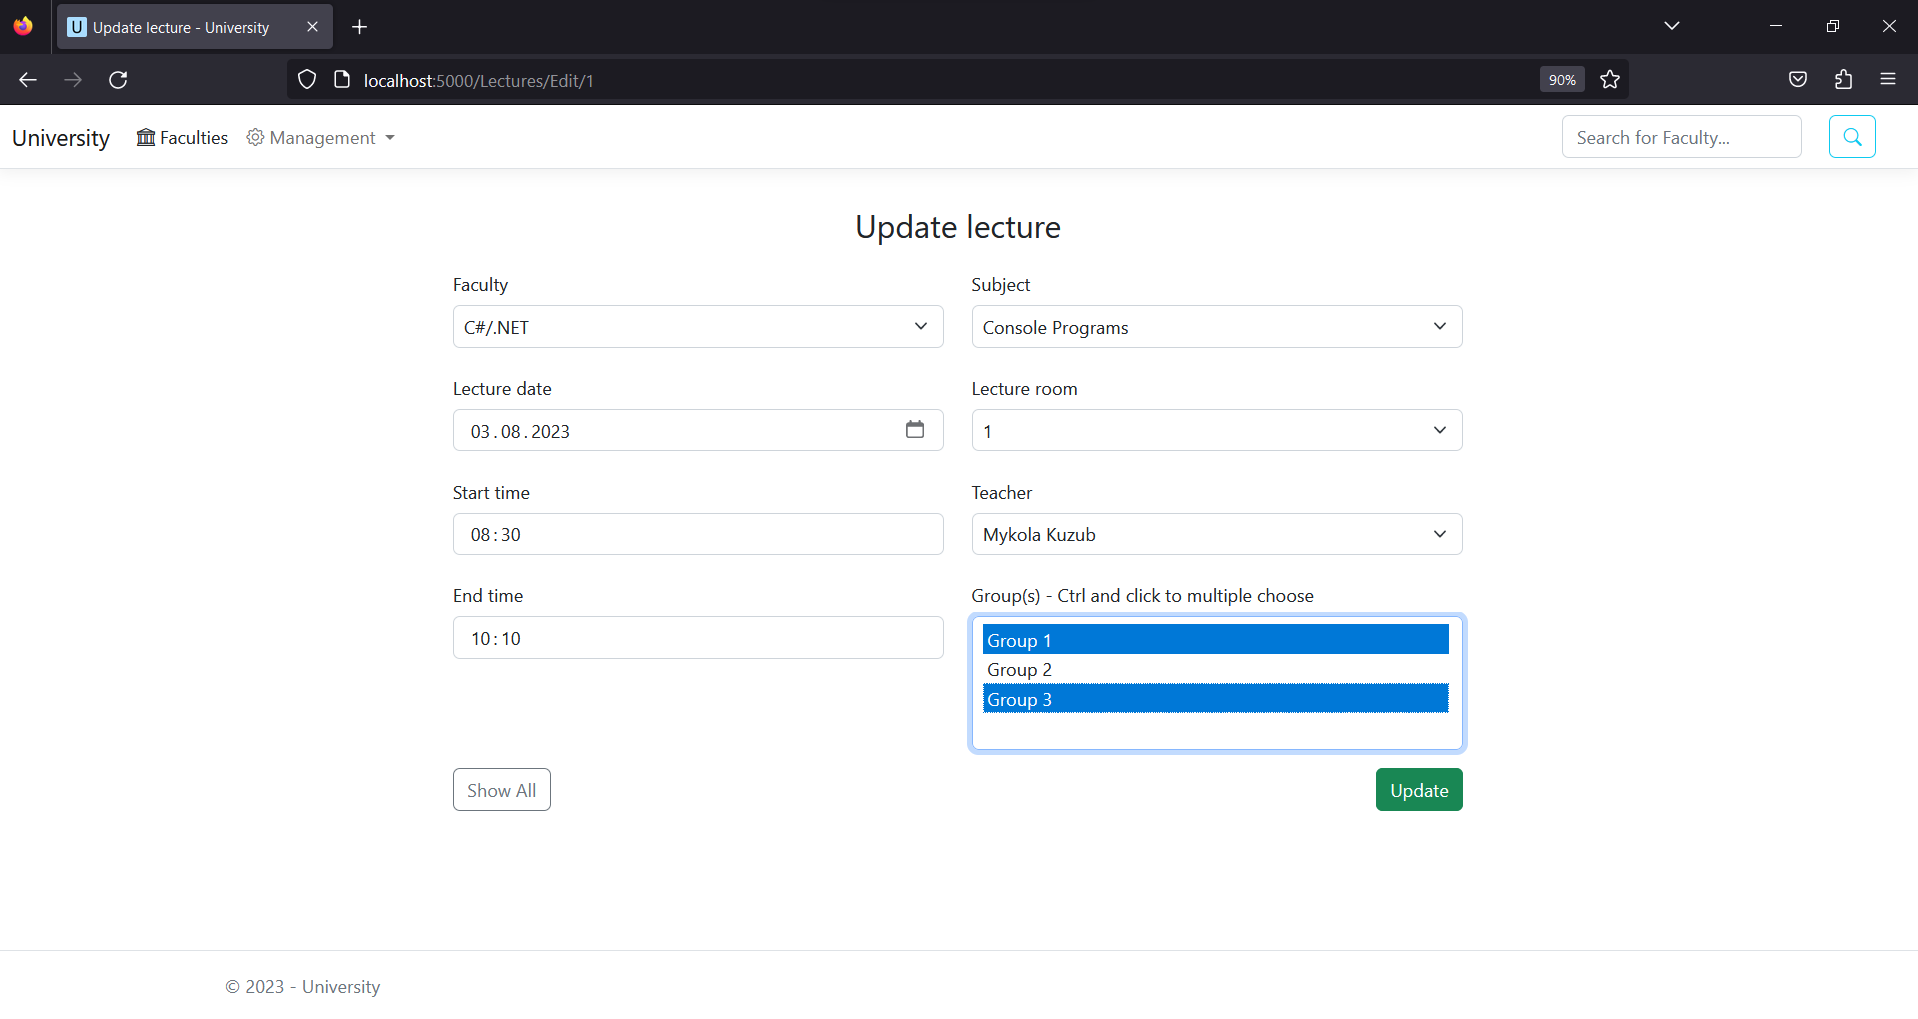 U Update lecture - University
localhost:5000/Lectures/Edit/1
90%
University Faculties Management Search for Faculty...
Update lecture
Faculty Subject
C#/.NET Console Programs
Lecture date Lecture room
03.08.2023 1
Start time Teacher
08:30 Mykola Kuzub
End time Group(s) - Ctrl and click to multiple choose
10:10 Group 1
Group 2
Group 3
Show All Update
© 2023 - University